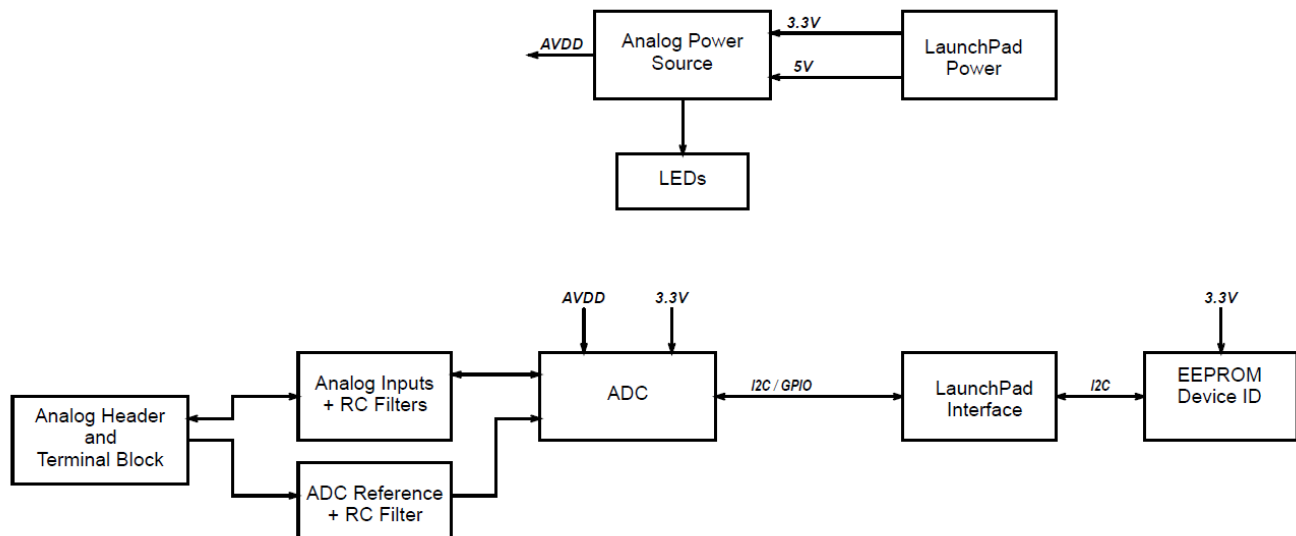 AVDD
Analog Power
Source
3.3V
5V
LaunchPad
Power
LEDs
AVDD
3.3V
3.3V
Analog Header
and
Terminal Block
Analog Inputs
+ RC Filters
ADC Reference
+ RC Filter
ADC
I2C / GPIO
LaunchPad
Interface
I2C
EEPROM
Device ID